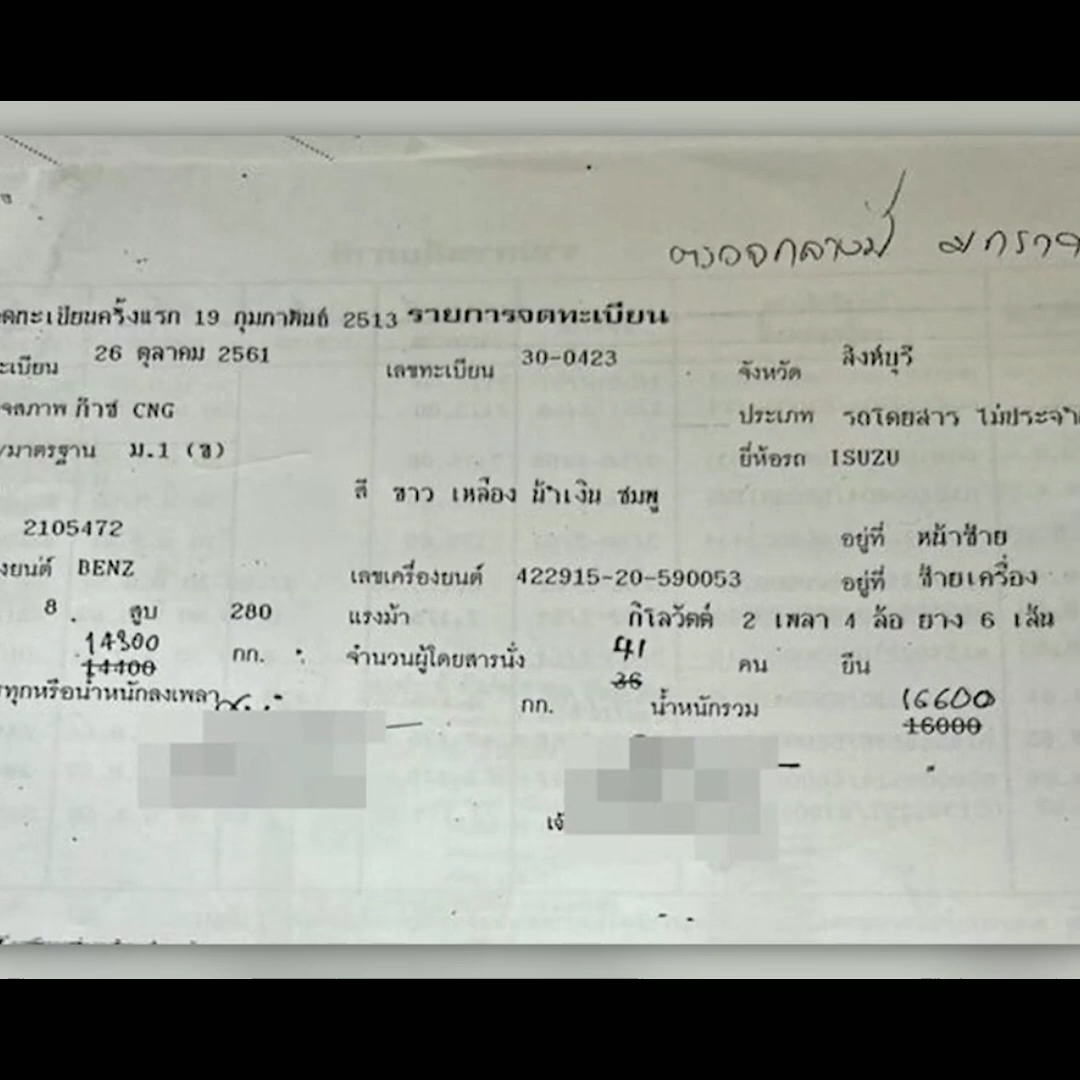 ตรวจกลางปี มกราค
ดทะเบียนครั้งแรก 19 กุมภาพันธ์ 2513 รายการจดทะเบียน
ะเบียน 26 ตุลาคม 2561 เลขทะเบียน 30-0423 จังหวัด สิงห์บุรี
จสภาพ ก๊าซ CNG ประเภท รถโดยสาร ไม่ประจำ
/มาตรฐาน ม.1 (ข) ยี่ห้อรถ ISUZU
สี ขาว เหลือง น้ำเงิน ชมพู
2105472 อยู่ที่ หน้าซ้าย
งยนต์ BENZ เลขเครื่องยนต์ 422915-20-590053 อยู่ที่ ซ้ายเครื่อง
8 สูบ 280 แรงม้า กิโลวัตต์ 2 เพลา 4 ล้อ ยาง 6 เส้น
14800 41
14400 กก. จำนวนผู้โดยสารนั่ง 36 คน ยืน
รทุกหรือน้ำหนักลงเพลา กก. น้ำหนักรวม 16600
16000
เจ้